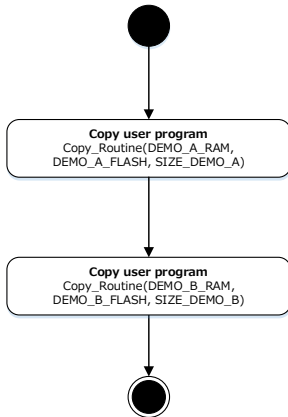 Copy user program
Copy_Routine(DEMO_A_RAM,
DEMO_A_FLASH, SIZE_DEMO_A)
Copy user program
Copy_Routine(DEMO_B_RAM,
DEMO_B_FLASH, SIZE_DEMO_B)